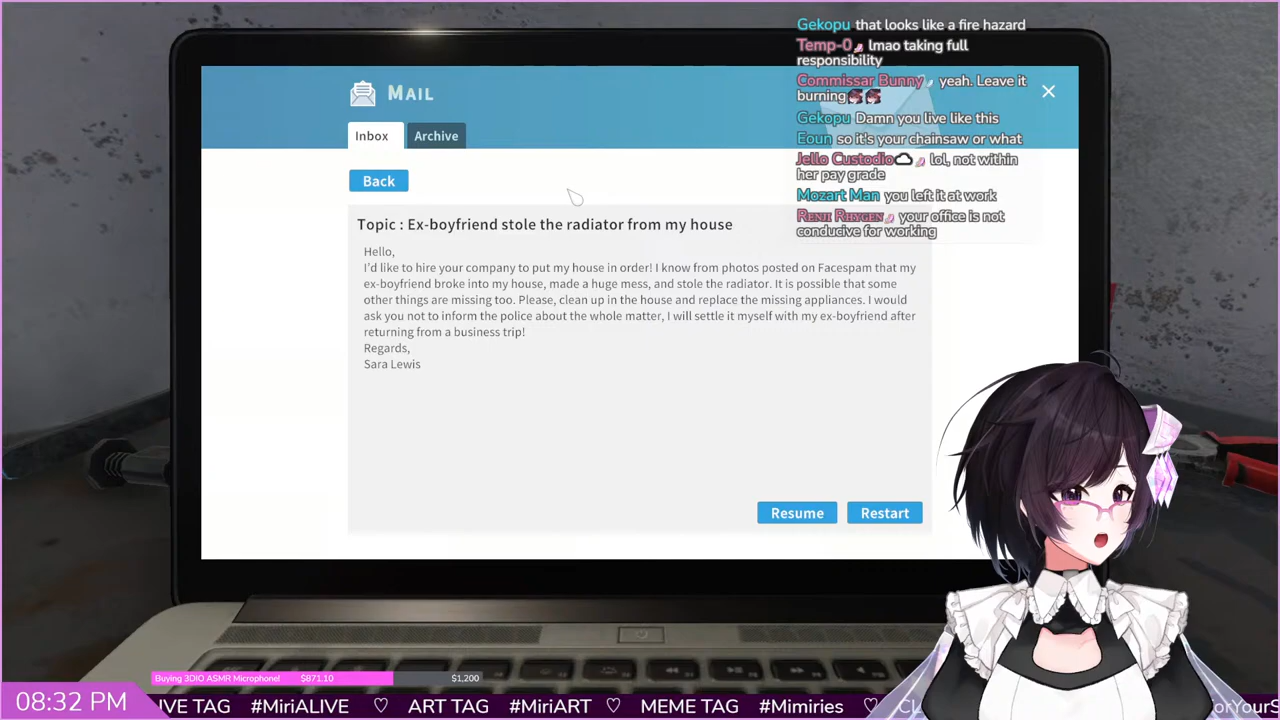 Gekopu that looks like a fire hazard
Temp-0 lmao taking full
responsibility
Commissar Bunny yeah. Leave it
burning
Gekopu Damn you live like this
Eoun so it's your chainsaw or what
Jello Custodio lol, not within
her pay grade
Mozart Man you left it at work
Renji Rhygen your office is not
conducive for working
Mail
Inbox
Archive
Back
Topic : Ex-boyfriend stole the radiator from my house
Hello,
I'd like to hire your company to put my house in order! I know from photos posted on Facespam that my
ex-boyfriend broke into my house, made a huge mess, and stole the radiator. It is possible that some
other things are missing too. Please, clean up in the house and replace the missing appliances. I would
ask you not to inform the police about the whole matter, I will settle it myself with my ex-boyfriend after
returning from a business trip!
Regards,
Sara Lewis
Resume
Restart
Buying 3DIO ASMR Microphone! $871.10 $1,200
08:32 PM
IVE TAG #MiriALIVE ♡ ART TAG #MiriART ♡ MEME TAG #Mimiries ♡